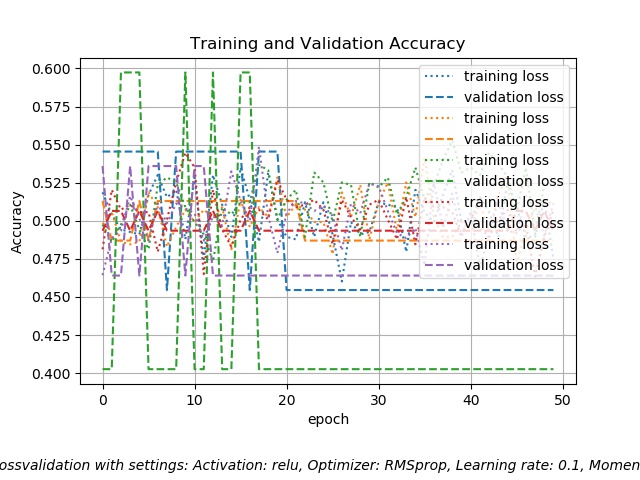 Training and Validation Accuracy
0.600
0.575
0.550
0.525
0.500
0.475
0.450
0.425
0.400
Accuracy
training loss
validation loss
training loss
validation loss
training loss
validation loss
training loss
validation loss
training loss
validation loss
0 10 20 30 40 50
epoch
ossvalidation with settings: Activation: relu, Optimizer: RMSprop, Learning rate: 0.1, Momen